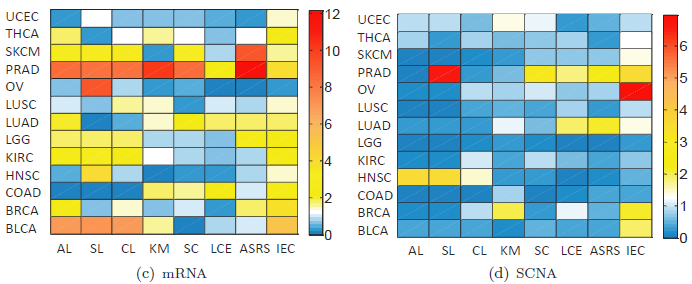 UCEC
THCA
SKCM
PRAD
OV
LUSC
LUAD
LGG
KIRC
HNSC
COAD
BRCA
BLCA
AL SL CL KM SC LCE ASRS IEC
12
10
8
6
4
2
0
(c) mRNA
UCEC
THCA
SKCM
PRAD
OV
LUSC
LUAD
LGG
KIRC
HNSC
COAD
BRCA
BLCA
AL SL CL KM SC LCE ASRS IEC
6
5
4
3
2
1
0
(d) SCNA